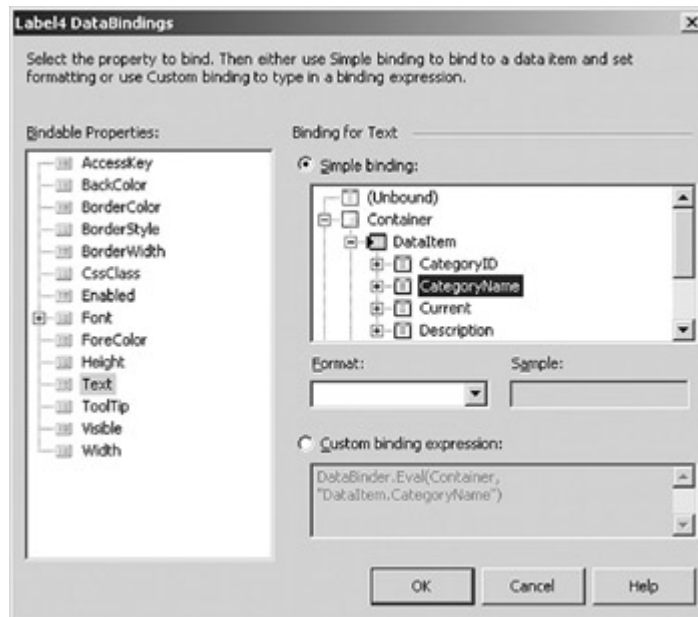 Label4 DataBindings
Select the property to bind. Then either use Simple binding to bind to a data item and set
formatting or use Custom binding to type in a binding expression.
Bindable Properties:
AccessKey
BackColor
BorderColor
BorderStyle
BorderWidth
CssClass
Enabled
Font
ForeColor
Height
Text
ToolTip
Visible
Width
Binding for Text
Simple binding:
(Unbound)
Container
DataItem
CategoryID
CategoryName
Current
Description
Format:
Sample:
Custom binding expression:
DataBinder.Eval(Container,
"DataItem.CategoryName")
OK
Cancel
Help